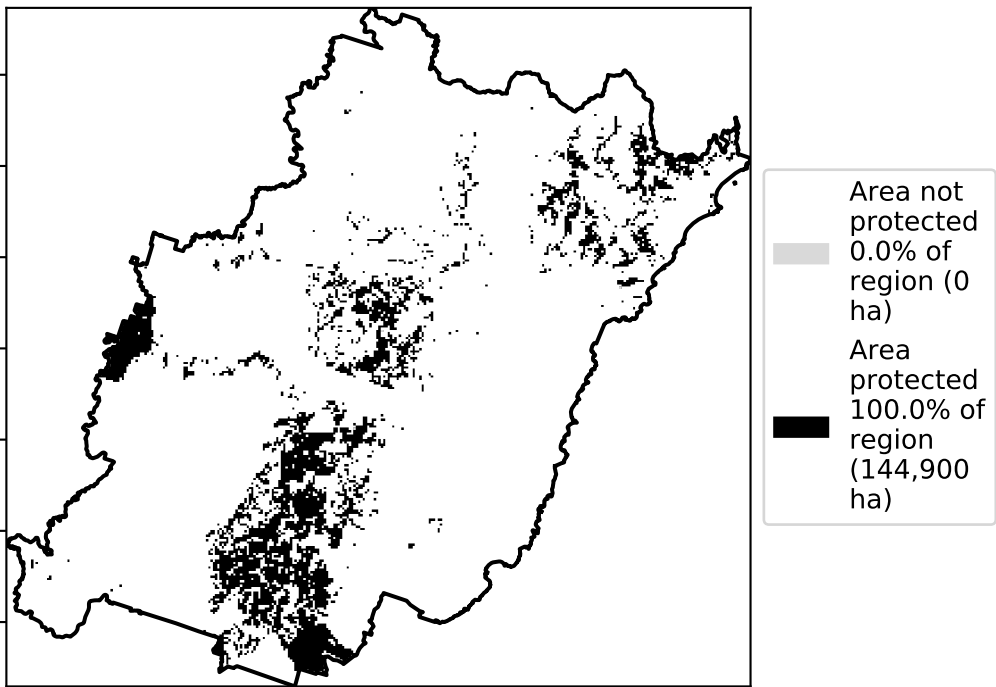 Area not
protected
0.0% of
region (0
ha)
Area
protected
100.0% of
region
(144,900
ha)